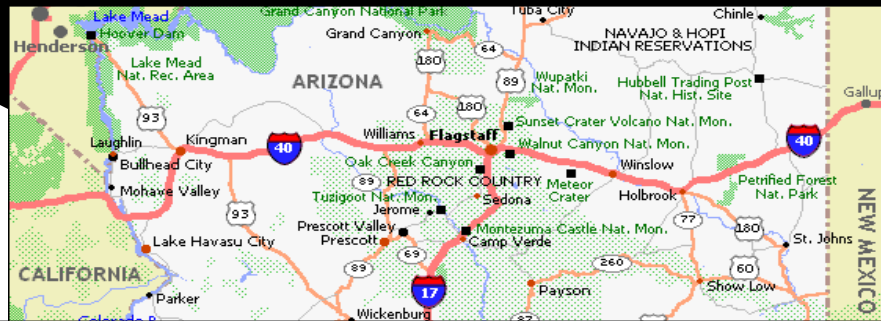 Lake Mead
Grand Canyon National Park
Tuba City
Chinle
Hoover Dam
Henderson
Grand Canyon
64
NAVAJO & HOPI
INDIAN RESERVATIONS
180
Lake Mead
Nat. Rec. Area
ARIZONA
89
Wupatki
Nat. Mon.
Hubbell Trading Post
Nat. Hist. Site
Gallup
93
64
180
Sunset Crater Volcano Nat. Mon.
Laughlin
Kingman
40
Williams
Flagstaff
Walnut Canyon Nat. Mon.
40
Bullhead City
Oak Creek Canyon
Winslow
Mohave Valley
89
RED ROCK COUNTRY
Meteor
Crater
Holbrook
Petrified Forest
Nat. Park
Tuzigoot Nat. Mon.
Sedona
93
Jerome
77
NEW MEXICO
Prescott Valley
Montezuma Castle Nat. Mon.
180
Lake Havasu City
Prescott
Camp Verde
St. Johns
CALIFORNIA
89
69
260
60
Parker
17
Payson
Show Low
Colorado R.
Wickenburg
87